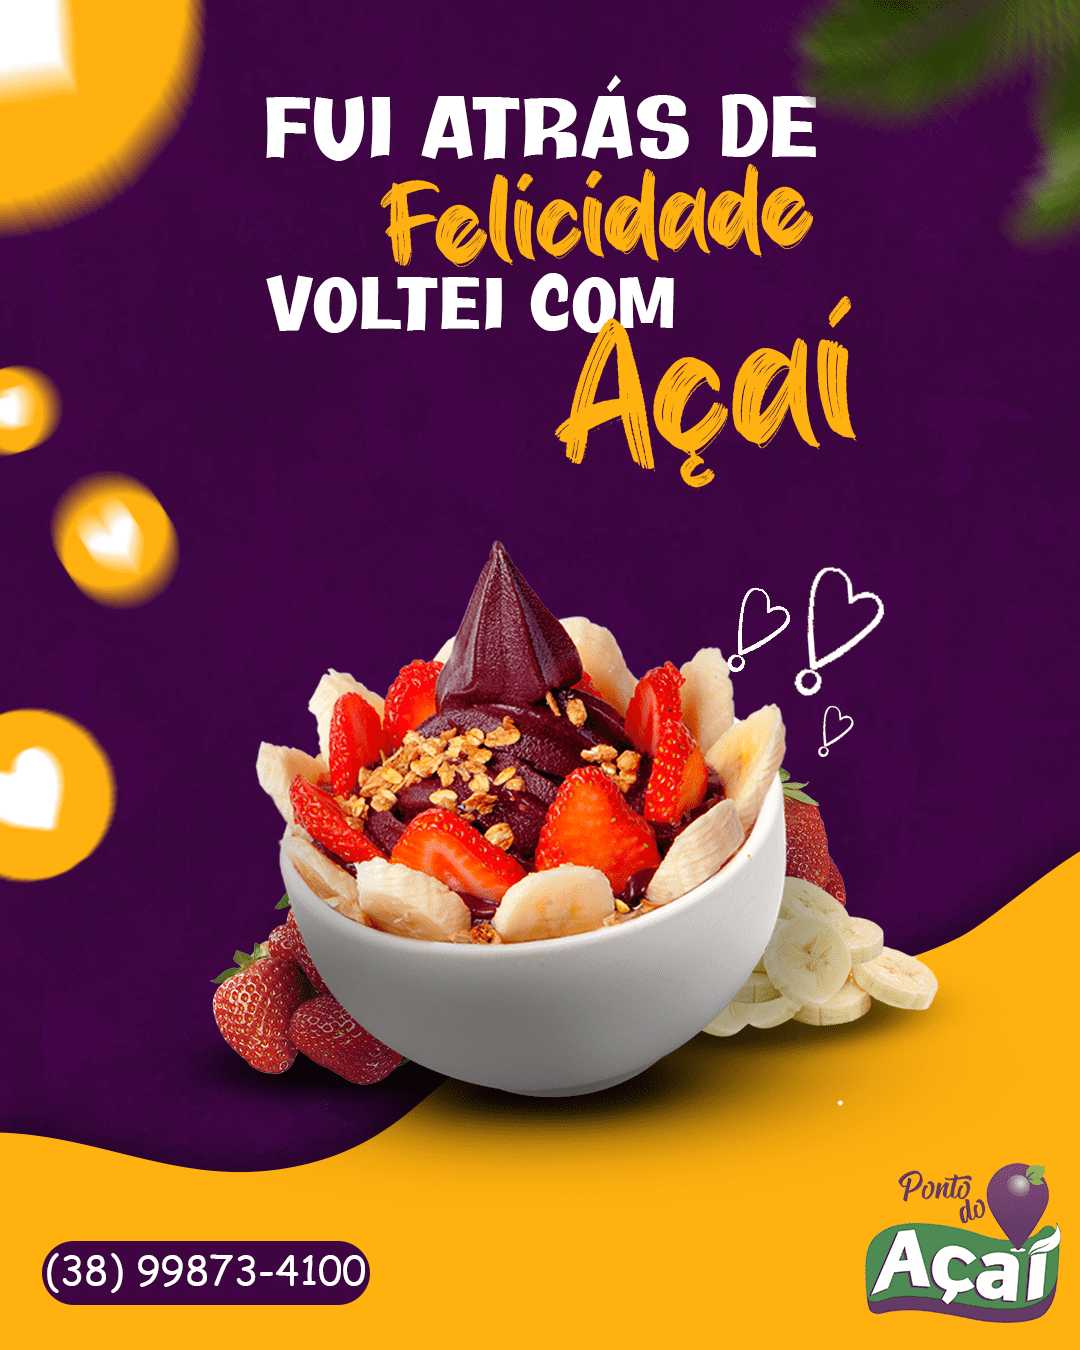 FUI ATRÁS DE
Felicidade
VOLTEI COM
Açaí
(38) 99873-4100
Ponto
do
Açaí